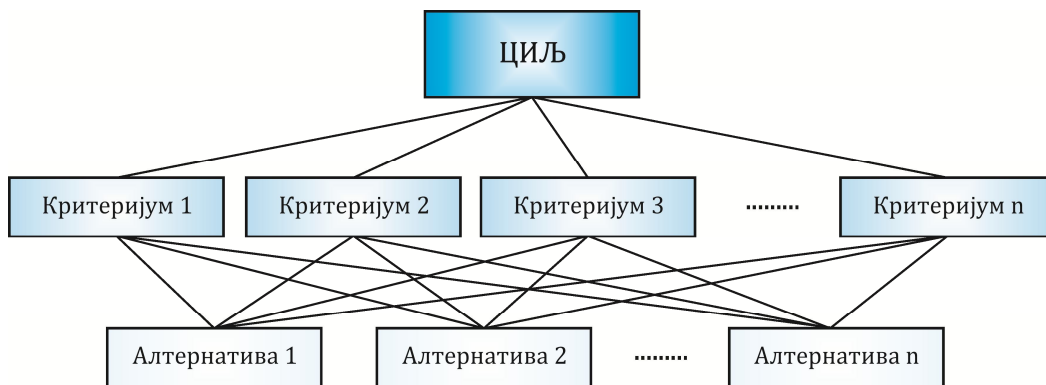 ЦИЉ
Критеријум 1 Критеријум 2 Критеријум 3 ......... Критеријум n
Алтернатива 1 Алтернатива 2 ......... Алтернатива n